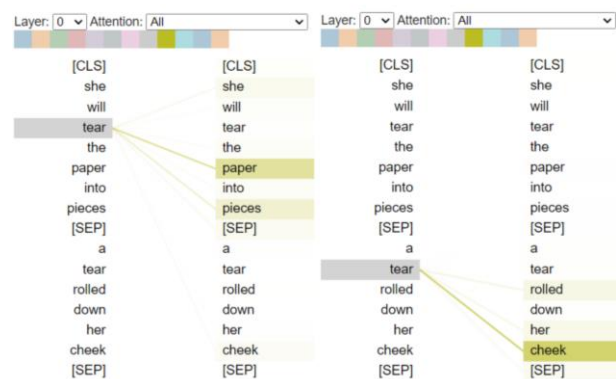 Layer: 0 Attention: All
[CLS] [CLS]
she she
will will
tear tear
the the
paper paper
into into
pieces pieces
[SEP] [SEP]
a a
tear tear
rolled rolled
down down
her her
cheek cheek
[SEP] [SEP]
Layer: 0 Attention: All
[CLS] [CLS]
she she
will will
tear tear
the the
paper paper
into into
pieces pieces
[SEP] [SEP]
a a
tear tear
rolled rolled
down down
her her
cheek cheek
[SEP] [SEP]